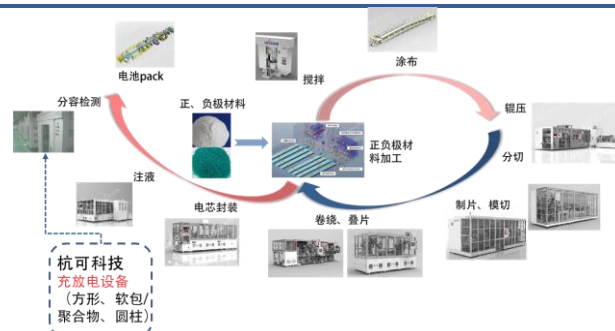 电池pack
搅拌
涂布
分容检测
正、负极材料
辊压
正负极材
料加工
分切
注液
电芯封装
卷绕、叠片
制片、模切
杭可科技
充放电设备
（方形、软包/
聚合物、圆柱）